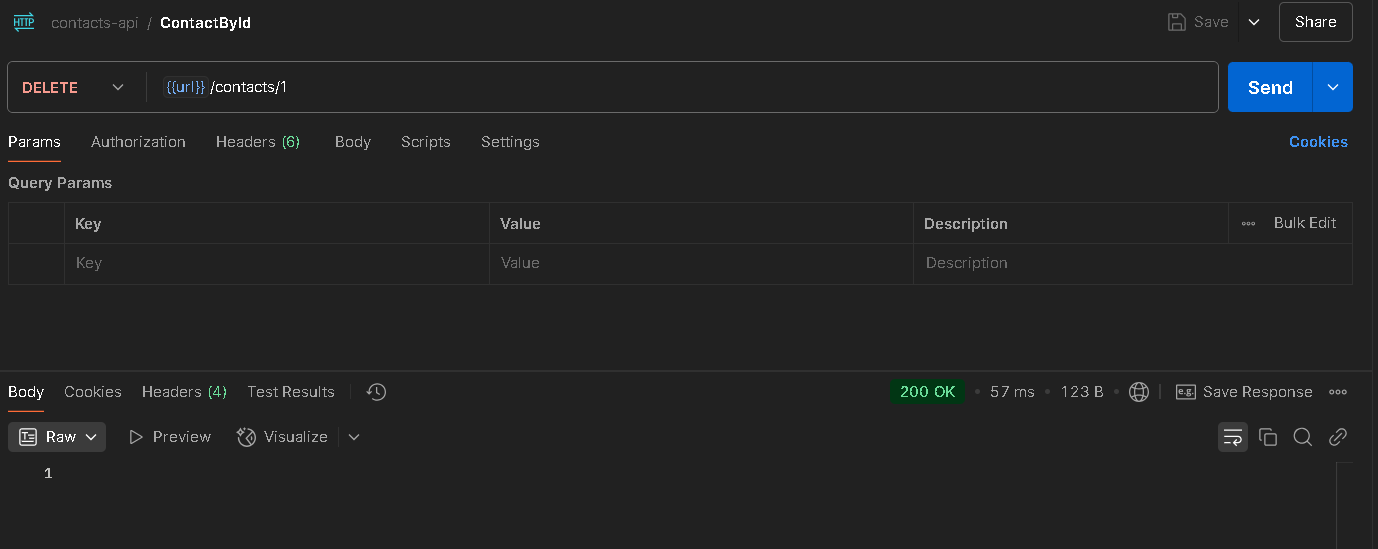 HTTP contacts-api / ContactById Save Share
DELETE {{url}}/contacts/1 Send
Params Authorization Headers (6) Body Scripts Settings Cookies
Query Params
Key Value Description Bulk Edit
Key Value Description
Body Cookies Headers (4) Test Results 200 OK • 57 ms • 123 B • e.g. Save Response
Raw Preview Visualize
1